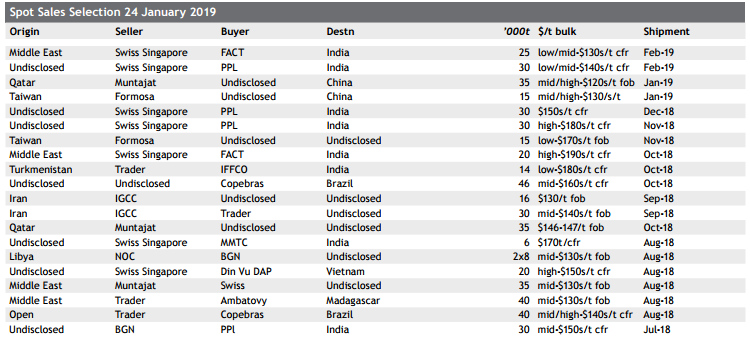 Spot Sales Selection 24 January 2019
Origin Seller Buyer Destn '000t $/t bulk Shipment
Middle East Swiss Singapore FACT India 25 low/mid-$130s/t cfr Feb-19
Undisclosed Swiss Singapore PPL India 30 low/mid-$140s/t cfr Feb-19
Qatar Muntajat Undisclosed China 35 mid/high-$120s/t fob Jan-19
Taiwan Formosa Undisclosed China 15 mid/high-$130/s/t Jan-19
Undisclosed Swiss Singapore PPL India 30 $150s/t cfr Dec-18
Undisclosed Swiss Singapore PPL India 30 high-$180s/t cfr Nov-18
Taiwan Formosa Undisclosed Undisclosed 15 low-$170s/t fob Nov-18
Middle East Swiss Singapore FACT India 20 high-$190s/t cfr Oct-18
Turkmenistan Trader IFFCO India 14 low-$180s/t cfr Oct-18
Undisclosed Undisclosed Copebras Brazil 46 mid-$160s/t cfr Oct-18
Iran IGCC Undisclosed Undisclosed 16 $130/t fob Sep-18
Iran IGCC Trader Undisclosed 30 mid-$140s/t fob Sep-18
Qatar Muntajat Undisclosed Undisclosed 35 $146-147/t fob Oct-18
Undisclosed Swiss Singapore MMTC India 6 $170t/cfr Aug-18
Libya NOC BGN Undisclosed 2x8 mid-$130s/t fob Aug-18
Undisclosed Swiss Singapore Din Vu DAP Vietnam 20 high-$150s/t cfr Aug-18
Middle East Muntajat Swiss Undisclosed 35 mid-$130s/t fob Aug-18
Middle East Trader Ambatovy Madagascar 40 mid-$130s/t fob Aug-18
Open Trader Copebras Brazil 40 mid/high-$140s/t cfr Aug-18
Undisclosed BGN PPl India 30 mid-$150s/t cfr Jul-18